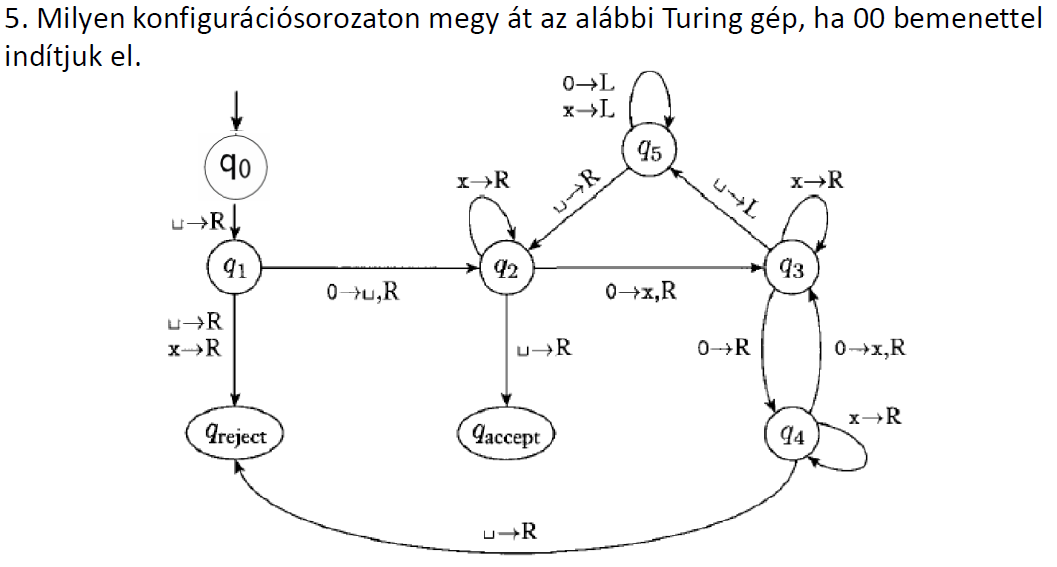 5. Milyen konfigurációsorozaton megy át az alábbi Turing gép, ha 00 bemenettel
indítjuk el.
0→L
x→L
q0
q5
x→R
⊔→R
⊔→L
x→R
⊔→R
q1
q2
q3
0→⊔,R
0→x,R
⊔→R
x→R
⊔→R
0→R
0→x,R
x→R
qreject
qaccept
q4
⊔→R